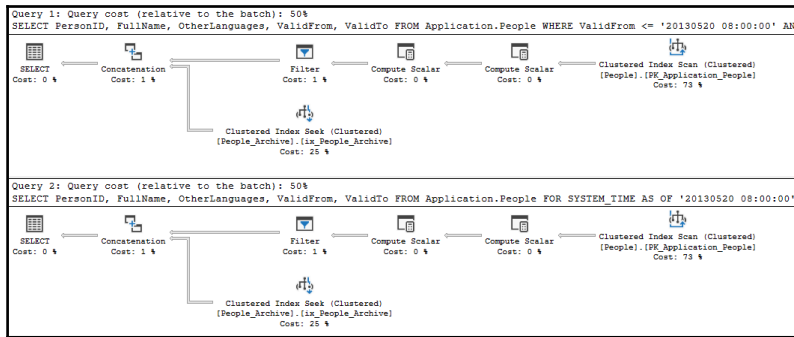 Query 1: Query cost (relative to the batch): 50%
SELECT PersonID, FullName, OtherLanguages, ValidFrom, ValidTo FROM Application.People WHERE ValidFrom <= '20130520 08:00:00' AN
SELECT
Cost: 0 %
Concatenation
Cost: 1 %
Filter
Cost: 1 %
Compute Scalar
Cost: 0 %
Compute Scalar
Cost: 0 %
Clustered Index Scan (Clustered)
[People].[PK_Application_People]
Cost: 73 %
Clustered Index Seek (Clustered)
[People_Archive].[ix_People_Archive]
Cost: 25 %
Query 2: Query cost (relative to the batch): 50%
SELECT PersonID, FullName, OtherLanguages, ValidFrom, ValidTo FROM Application.People FOR SYSTEM_TIME AS OF '20130520 08:00:00'
SELECT
Cost: 0 %
Concatenation
Cost: 1 %
Filter
Cost: 1 %
Compute Scalar
Cost: 0 %
Compute Scalar
Cost: 0 %
Clustered Index Scan (Clustered)
[People].[PK_Application_People]
Cost: 73 %
Clustered Index Seek (Clustered)
[People_Archive].[ix_People_Archive]
Cost: 25 %